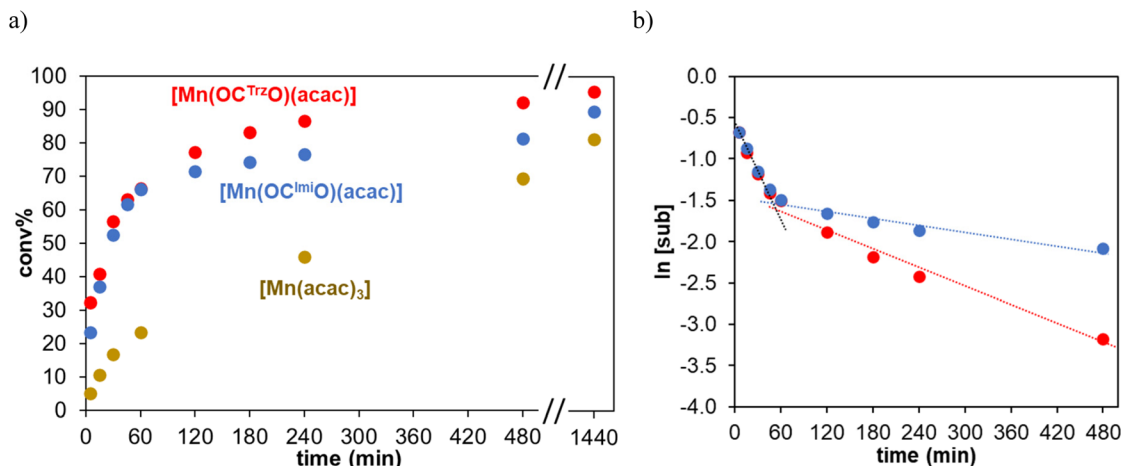 a)
b)
100
90
80
70
60
50
40
30
20
10
0
conv%
[Mn(OC^TrzO)(acac)]
[Mn(OC^ImiO)(acac)]
[Mn(acac)₃]
//
//
0 60 120 180 240 300 360 420 480 1440
time (min)
0.0
-0.5
-1.0
-1.5
-2.0
-2.5
-3.0
-3.5
-4.0
ln [sub]
0 60 120 180 240 300 360 420 480
time (min)